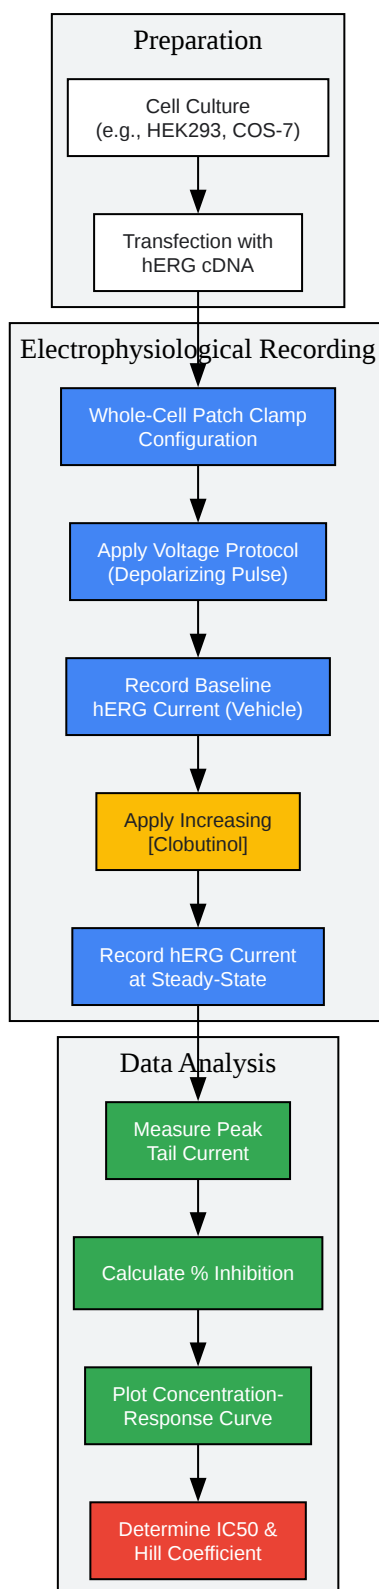 Preparation
Cell Culture
(e.g., HEK293, COS-7)
Transfection with
hERG cDNA
Electrophysiological Recording
Whole-Cell Patch Clamp
Configuration
Apply Voltage Protocol
(Depolarizing Pulse)
Record Baseline
hERG Current (Vehicle)
Apply Increasing
[Clobutinol]
Record hERG Current
at Steady-State
Data Analysis
Measure Peak
Tail Current
Calculate % Inhibition
Plot Concentration-
Response Curve
Determine IC50 &
Hill Coefficient